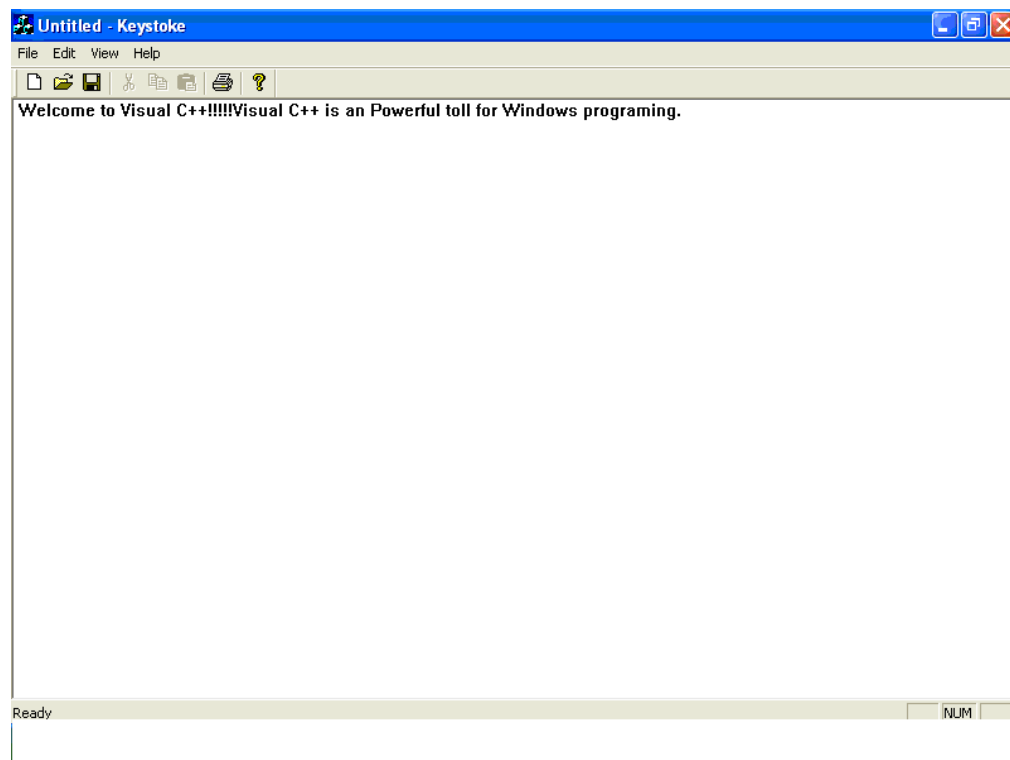 Untitled - Keystoke
File Edit View Help
Welcome to Visual C++!!!!!Visual C++ is an Powerful toll for Windows programing.
Ready NUM